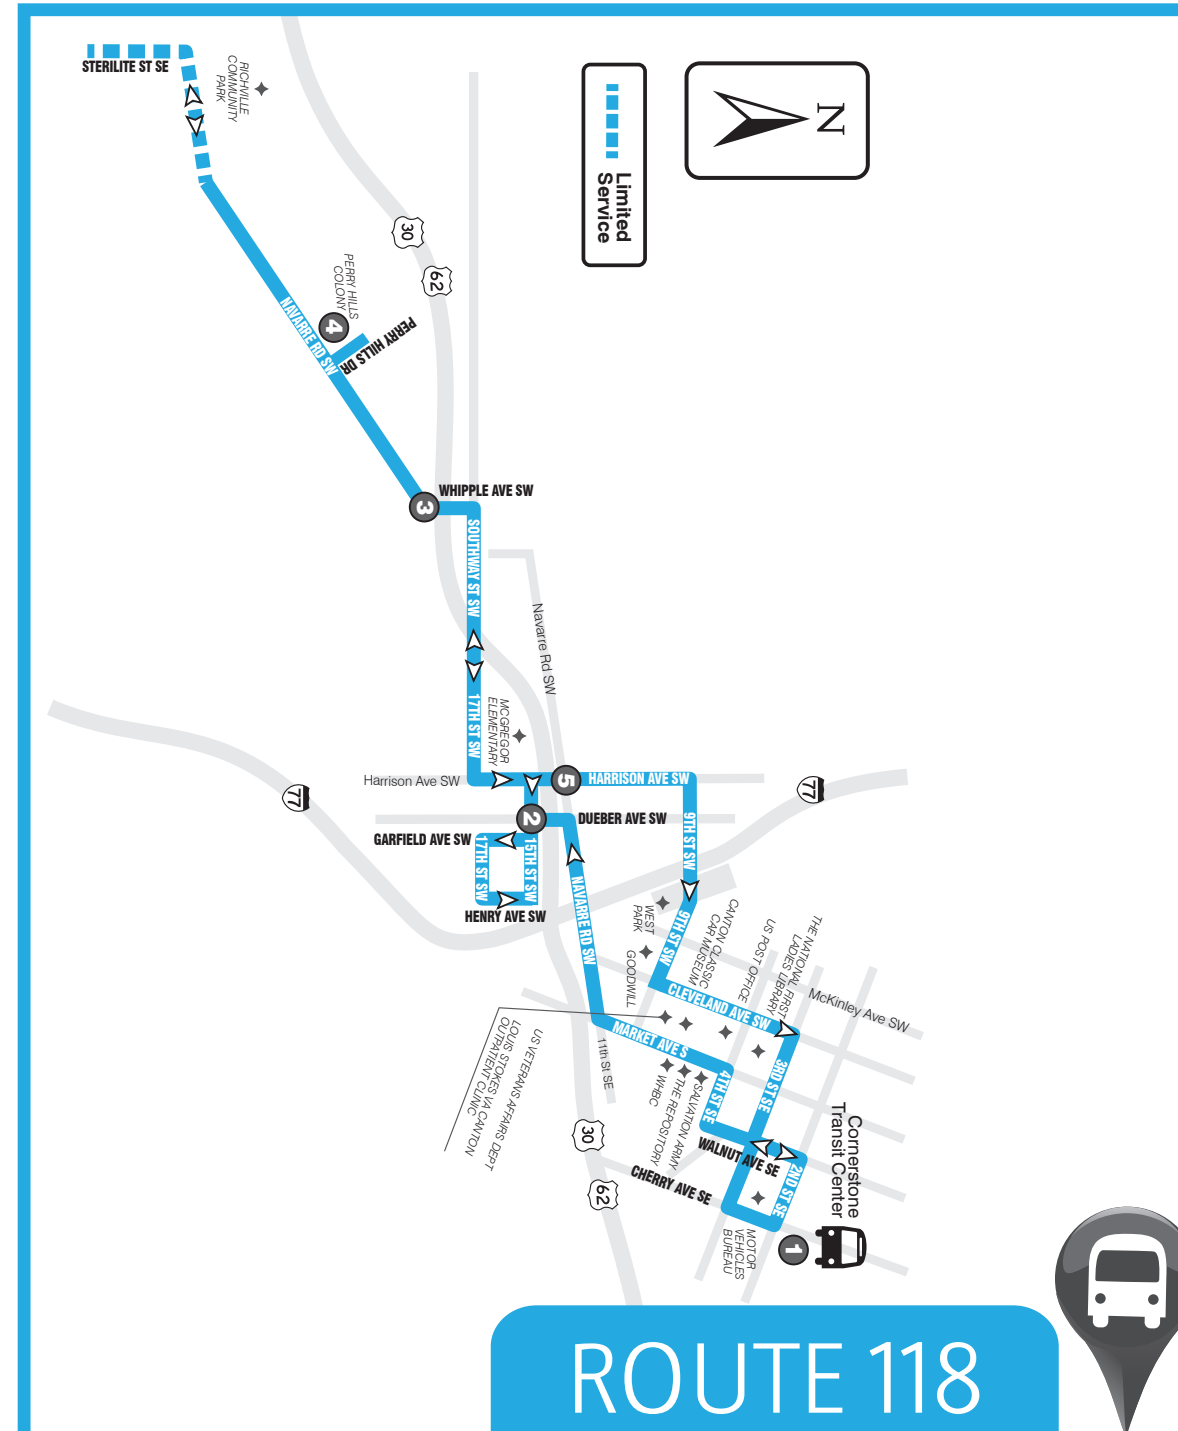 STERILITE ST SE
RICHVILLE
COMMUNITY
PARK
Limited
Service
N
30
62
PERRY HILLS
COLONY
4
PERRY HILLS DR
NAVARRE RD SW
WHIPPLE AVE SW
3
SOUTHWAY ST SW
Navarre Rd SW
17TH ST SW
MCGREGOR
ELEMENTARY
Harrison Ave SW
5
HARRISON AVE SW
77
77
2
DUEBER AVE SW
GARFIELD AVE SW
17TH ST SW
15TH ST SW
HENRY AVE SW
NAVARRE RD SW
9TH ST SW
9TH ST SW
WEST
PARK
GOODWILL
CANTON CLASSIC
CAR MUSEUM
US POST OFFICE
THE NATIONAL FIRST
LADIES LIBRARY
McKinley Ave SW
CLEVELAND AVE SW
MARKET AVE S
11th St SE
US VETERANS AFFAIRS DEPT
LOUIS STOKES VA CANTON
OUTPATIENT CLINIC
4TH ST SE
3RD ST SE
SALVATION ARMY
THE REPOSITORY
WHBC
WALNUT AVE SE
2ND ST SE
CHERRY AVE SE
30
62
Cornerstone
Transit Center
1
MOTOR
VEHICLES
BUREAU
ROUTE 118